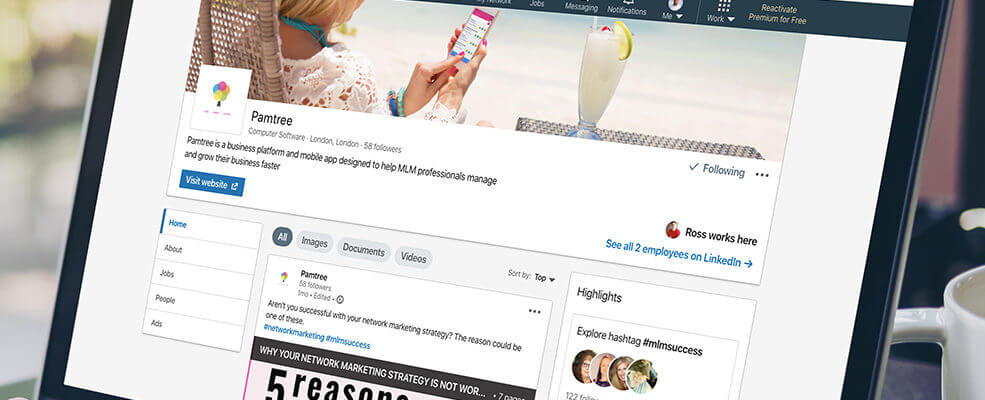 Network
Jobs
Messaging
Notifications
Me
Work
Reactivate
Premium for Free
Pamtree
Computer Software · London, London · 58 followers
Pamtree is a business platform and mobile app designed to help MLM professionals manage
and grow their business faster
Following
Visit website
Ross works here
See all 2 employees on LinkedIn →
Home
About
Jobs
People
Ads
All
Images
Documents
Videos
Sort by: Top
Pamtree
58 followers
1mo • Edited •
Aren't you successful with your network marketing strategy? The reason could be
one of these.
#networkmarketing #mlmsuccess
WHY YOUR NETWORK MARKETING STRATEGY IS NOT WOR... • 7 pages
5 reasons
Highlights
Explore hashtag #mlmsuccess
122